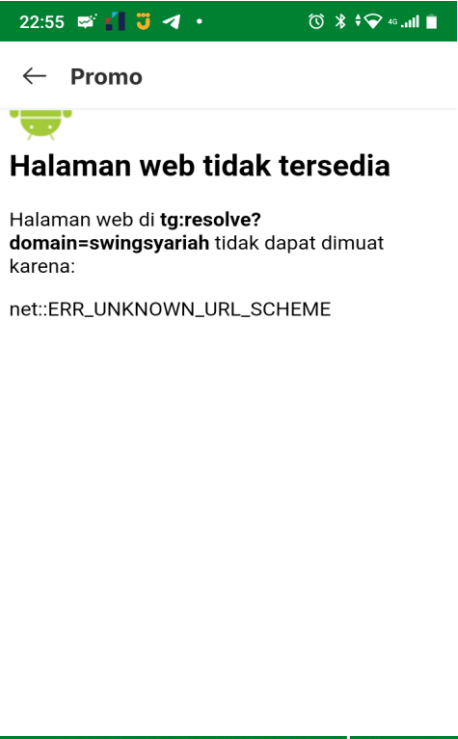 22:55
4G
Promo
Halaman web tidak tersedia
Halaman web di tg:resolve?
domain=swingsyariah tidak dapat dimuat
karena:
net::ERR_UNKNOWN_URL_SCHEME